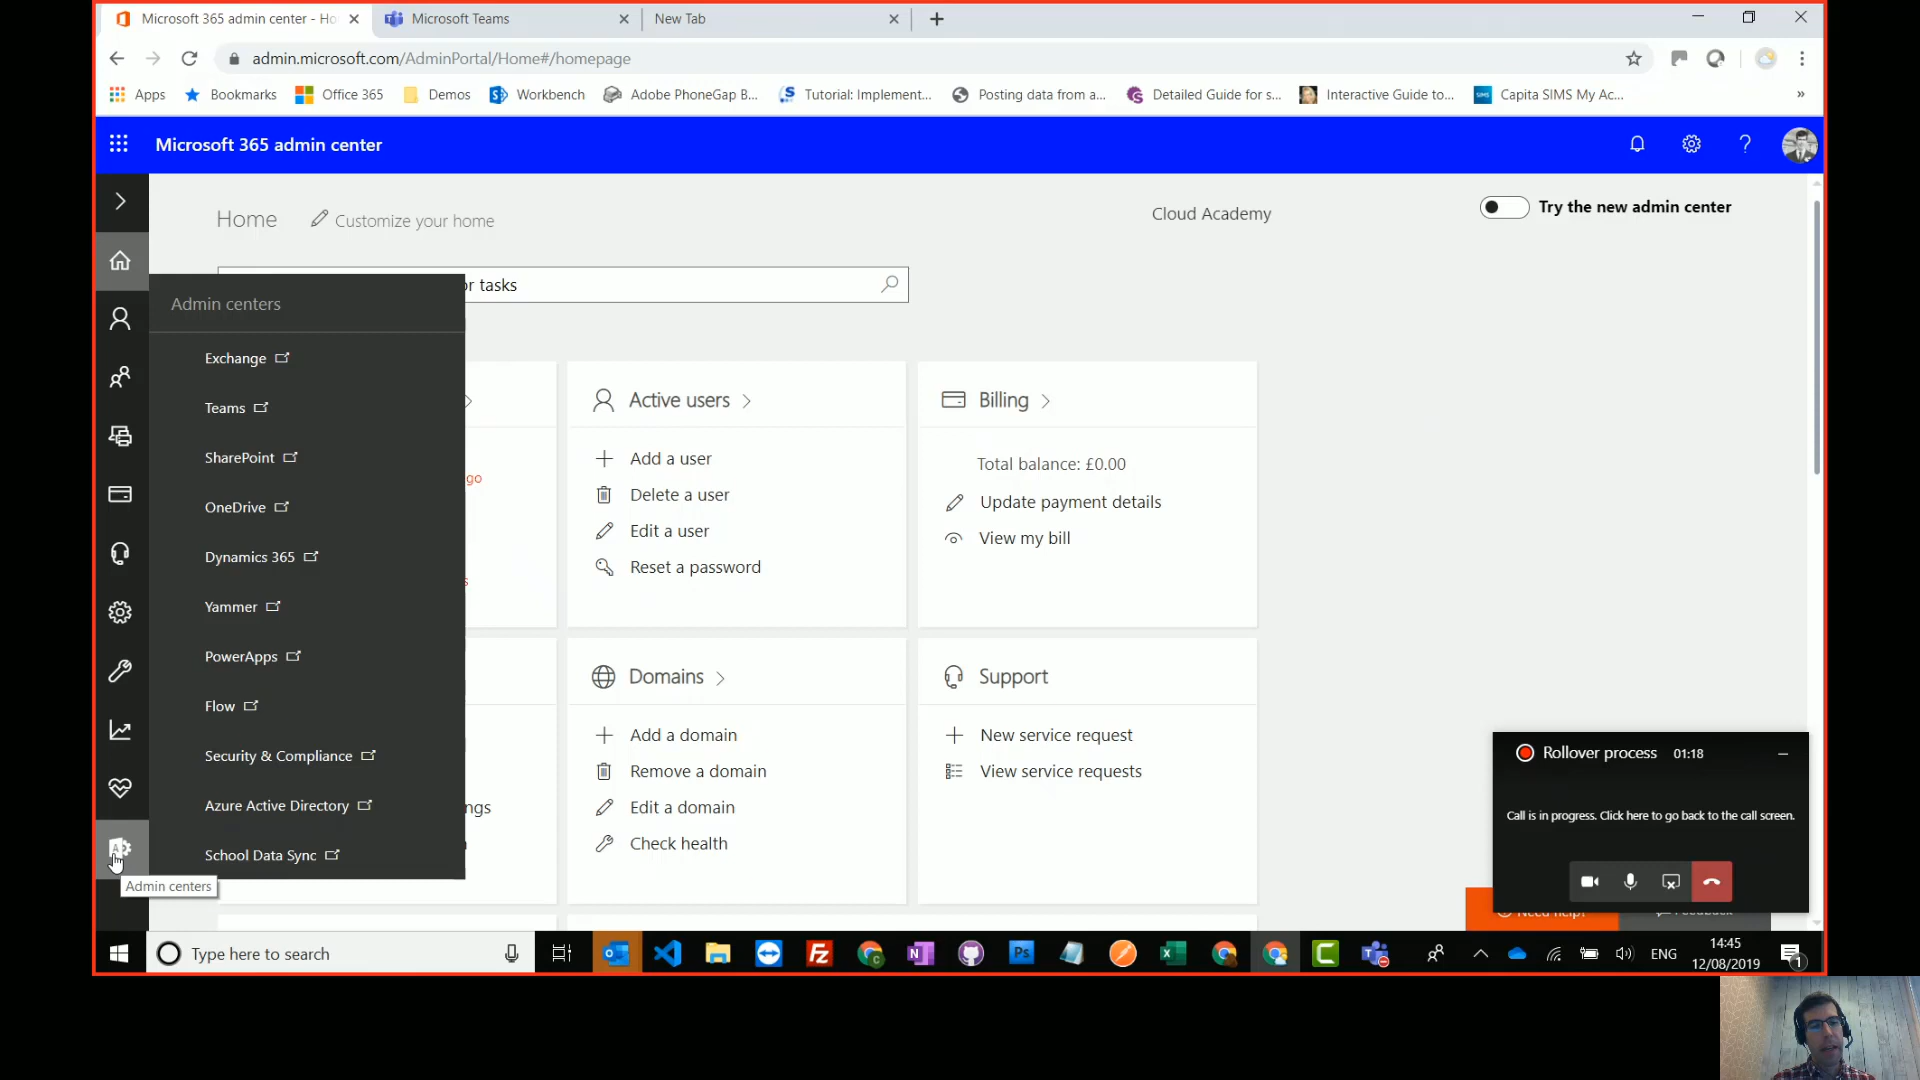 Microsoft 365 admin center - Ho
Microsoft Teams
New Tab
admin.microsoft.com/AdminPortal/Home#/homepage
Apps
Bookmarks
Office 365
Demos
Workbench
Adobe PhoneGap B...
Tutorial: Implement...
Posting data from a...
Detailed Guide for s...
Interactive Guide to...
Capita SIMS My Ac...
Microsoft 365 admin center
Home
Customize your home
Cloud Academy
Try the new admin center
or tasks
Admin centers
Exchange
Teams
SharePoint
OneDrive
Dynamics 365
Yammer
PowerApps
Flow
Security & Compliance
Azure Active Directory
School Data Sync
Admin centers
go
s
ngs
Active users
Add a user
Delete a user
Edit a user
Reset a password
Billing
Total balance: £0.00
Update payment details
View my bill
Domains
Add a domain
Remove a domain
Edit a domain
Check health
Support
New service request
View service requests
Rollover process 01:18
Call is in progress. Click here to go back to the call screen.
Need help?
Feedback
Type here to search
ENG
14:45
12/08/2019
1